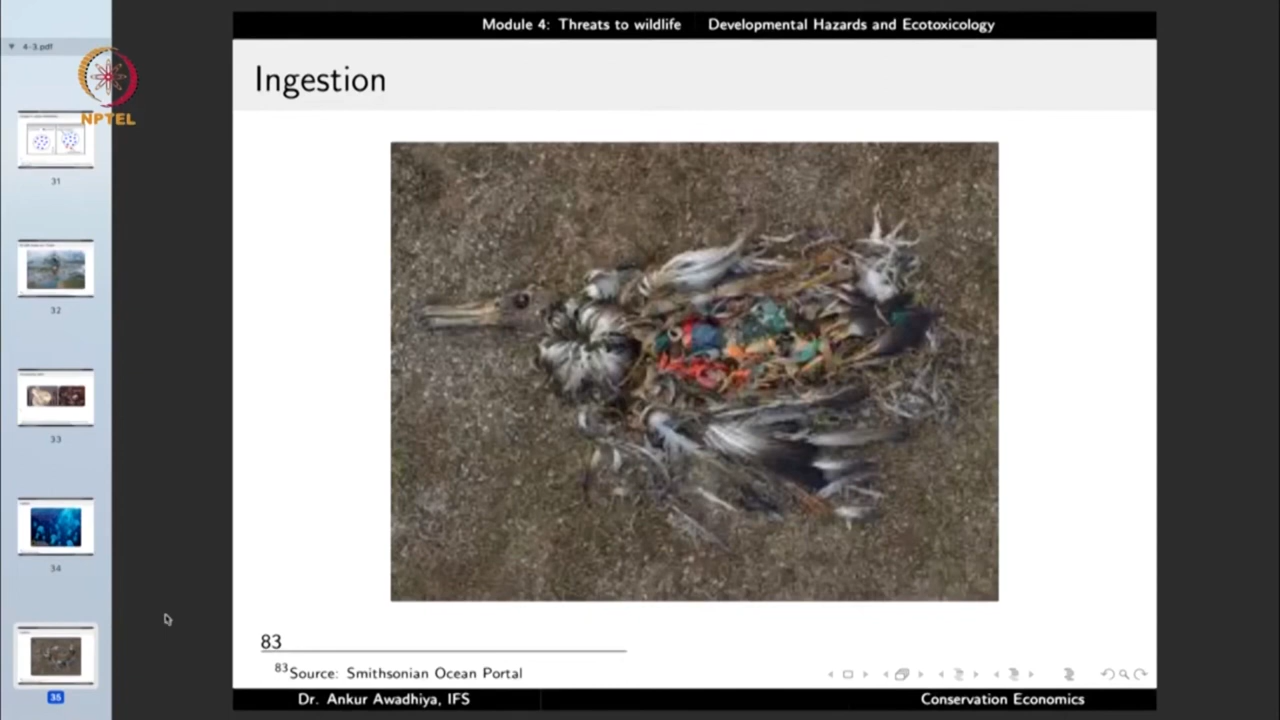 Module 4: Threats to wildlife Developmental Hazards and Ecotoxicology
4-3.pdf
NPTEL
Ingestion
31
32
33
34
35
83
83Source: Smithsonian Ocean Portal
Dr. Ankur Awadhiya, IFS Conservation Economics